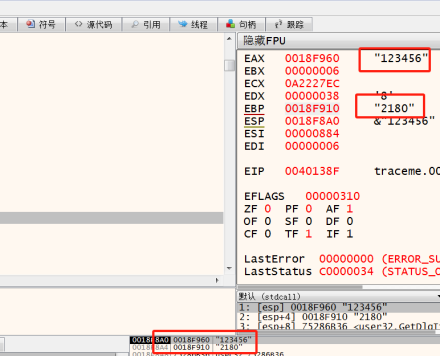 本 符号 源代码 引用 线程 句柄 跟踪
隐藏FPU
EAX 0018F960 "123456"
EBX 00000006
ECX 0A2227EC
EDX 00000038 '8'
EBP 0018F910 "2180"
ESP 0018F8A0 &"123456"
ESI 00000884
EDI 00000006
EIP 0040138F traceme.00
EFLAGS 00000310
ZF 0 PF 0 AF 1
OF 0 SF 0 DF 0
CF 0 TF 1 IF 1
LastError 00000000 (ERROR_SU
LastStatus C0000034 (STATUS_O
默认 (stdcall)
1: [esp] 0018F960 "123456"
2: [esp+4] 0018F910 "2180"
3: [esp+8] 75286B36 <user32.GetDlgIt
0018F8A0 0018F960 "123456"
0018F8A4 0018F910 "2180"